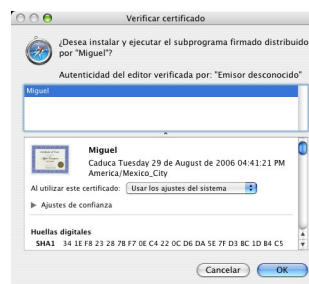 Verificar certificado
¿Desea instalar y ejecutar el subprograma firmado distribuido
por "Miguel"?
Autenticidad del editor verificada por: "Emisor desconocido"
Miguel
Miguel
Caduca Tuesday 29 de August de 2006 04:41:21 PM
America/Mexico_City
Al utilizar este certificado: Usar los ajustes del sistema
Ajustes de confianza
Huellas digitales
SHA1 34 1E F8 23 28 7B F7 0E C4 22 0C D6 DA 5E 7F D3 BC 1D B4 C5
Cancelar OK